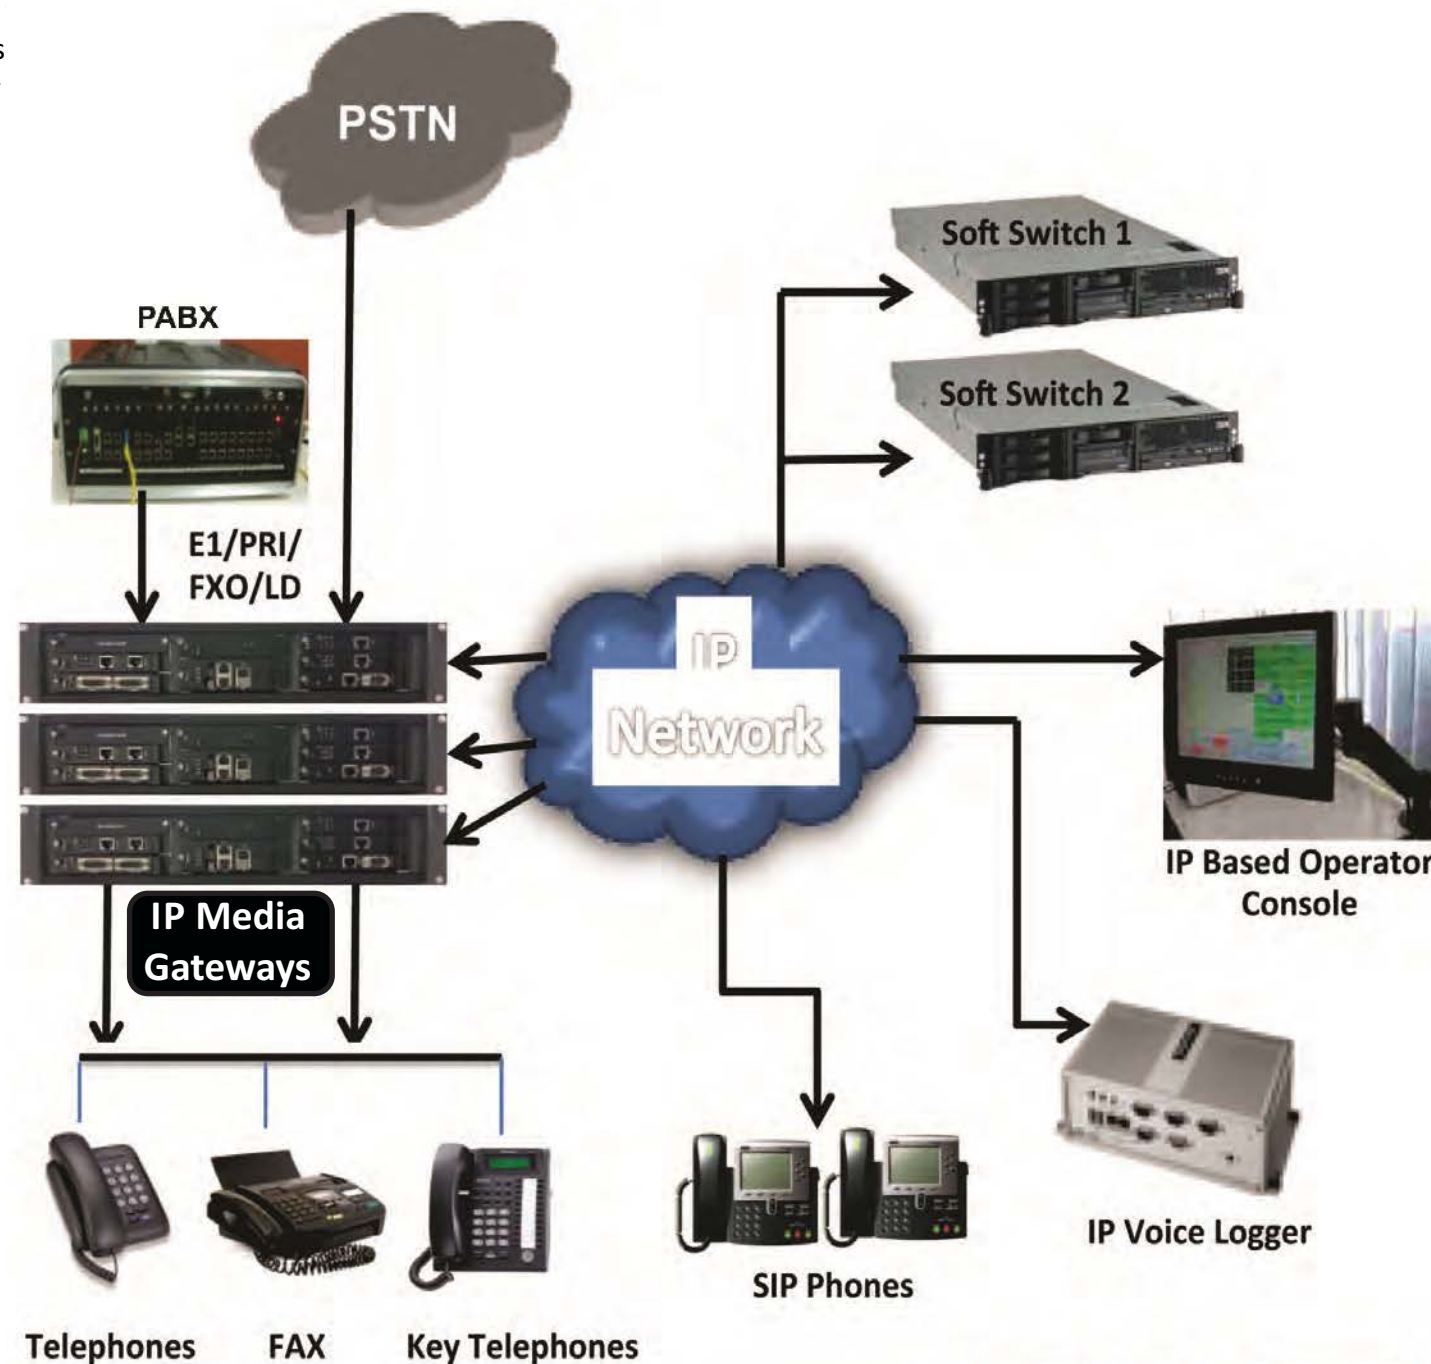 s
PSTN
Soft Switch 1
PABX
Soft Switch 2
E1/PRI/
FXO/LD
IP
Network
IP Based Operator
Console
IP Media
Gateways
IP Voice Logger
SIP Phones
Telephones
FAX
Key Telephones